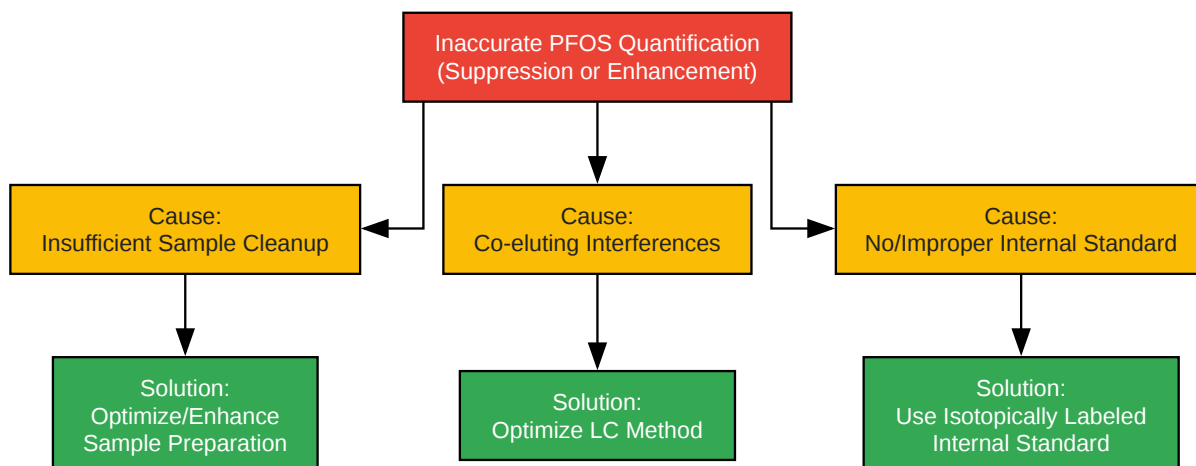 Inaccurate PFOS Quantification
(Suppression or Enhancement)
Cause:
Insufficient Sample Cleanup
Cause:
Co-eluting Interferences
Cause:
No/Improper Internal Standard
Solution:
Optimize/Enhance
Sample Preparation
Solution:
Optimize LC Method
Solution:
Use Isotopically Labeled
Internal Standard